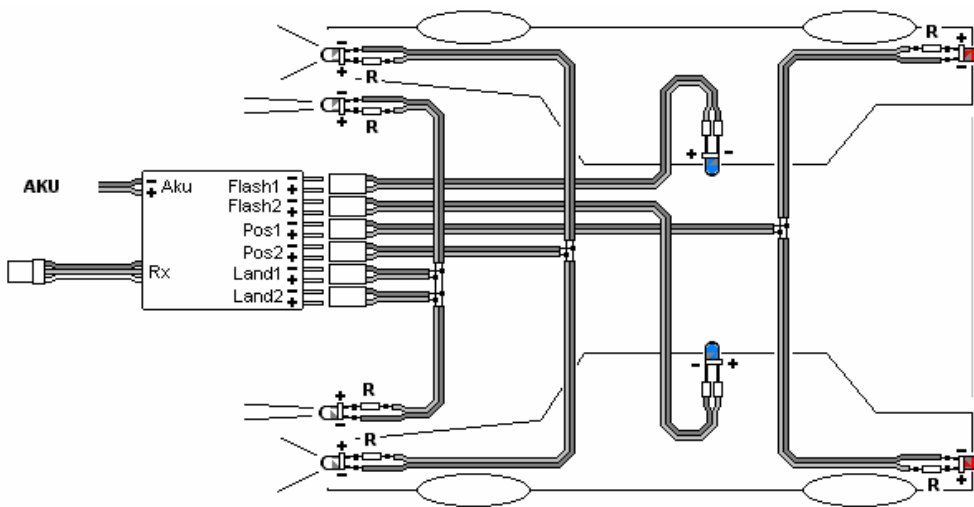 - + R - +
- + R
R + -
+ -
AKU
- + Aku
Flash1 - +
Flash2 - +
Pos1 - +
Pos2 - +
Rx
Land1 - +
Land2 - +
- +
+ - R
+ - R
- + R